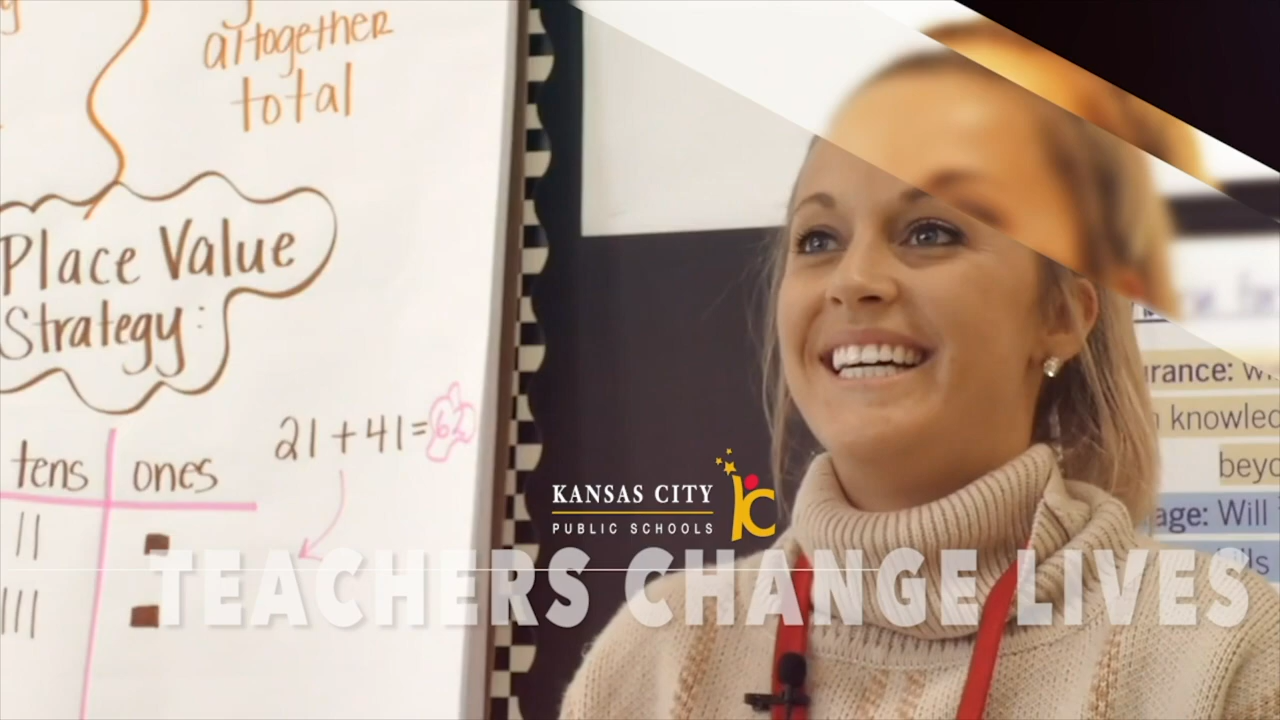 altogether
total
Place Value
Strategy:
tens ones
21+41=62
KANSAS CITY
PUBLIC SCHOOLS
TEACHERS CHANGE LIVES
knowled
beyo
age: Will